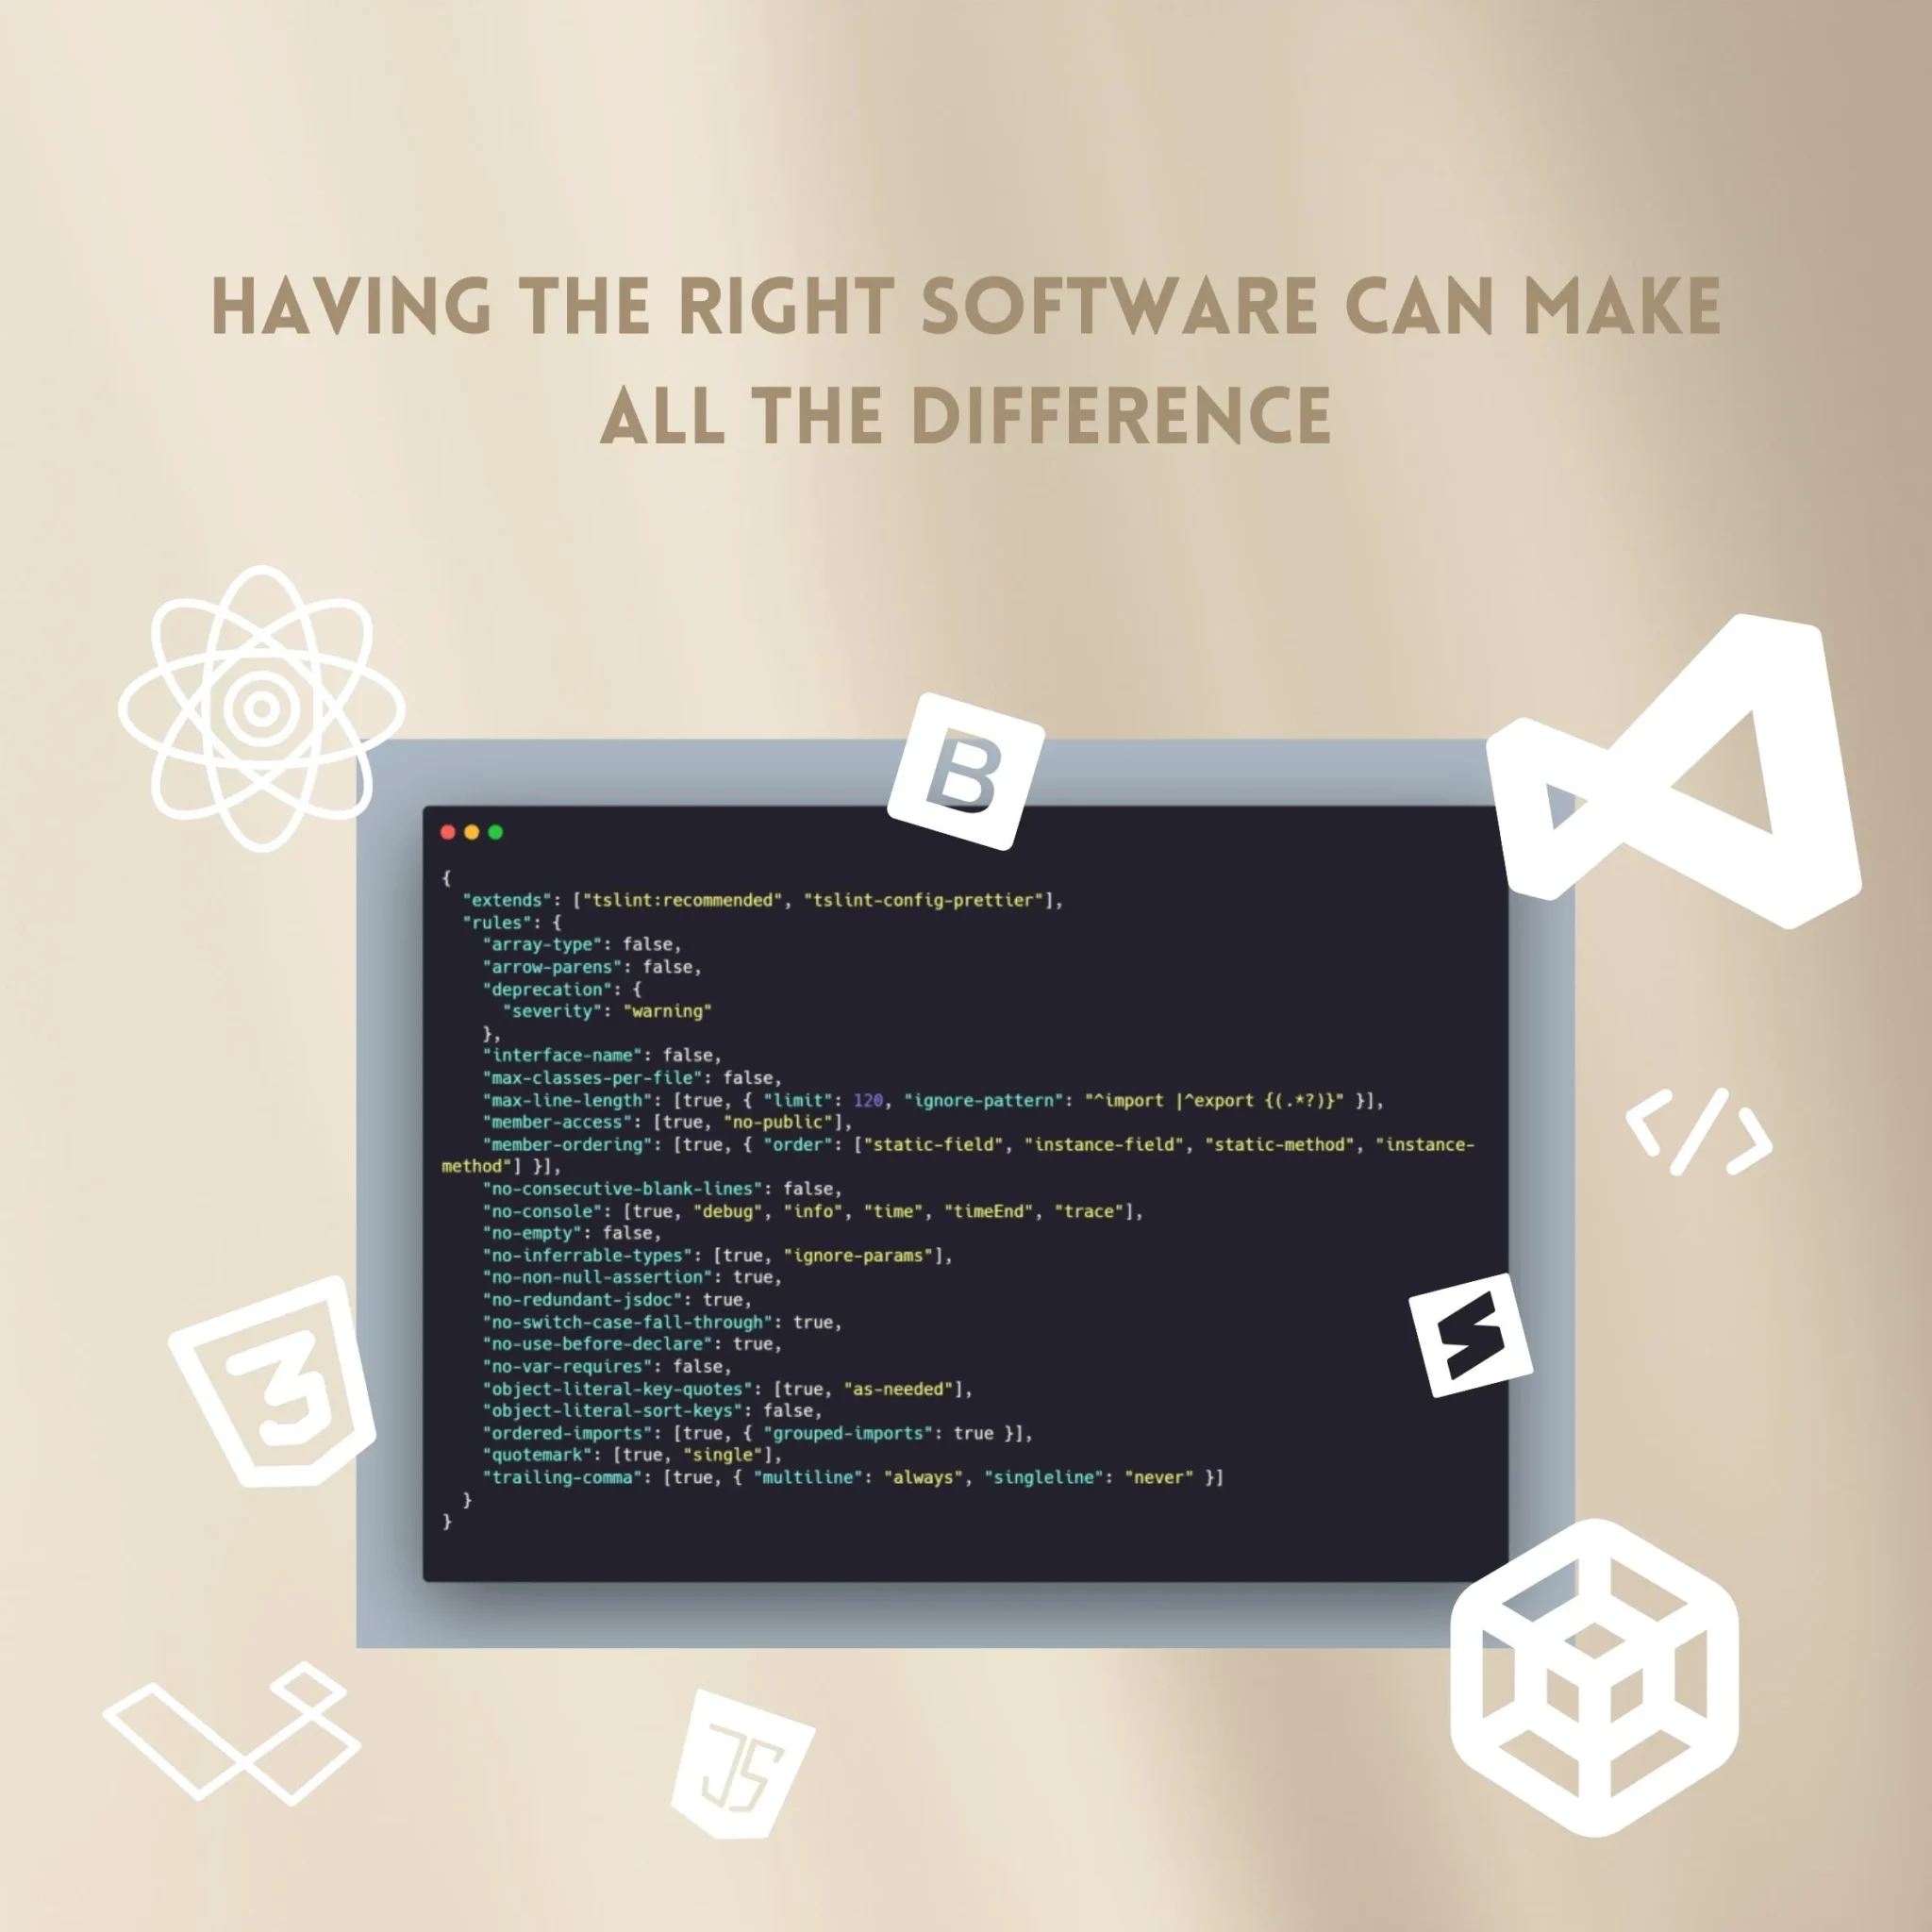 HAVING THE RIGHT SOFTWARE CAN MAKE
ALL THE DIFFERENCE
B
{
"extends": ["tslint:recommended", "tslint-config-prettier"],
"rules": {
"array-type": false,
"arrow-parens": false,
"deprecation": {
"severity": "warning"
},
"interface-name": false,
"max-classes-per-file": false,
"max-line-length": [true, { "limit": 120, "ignore-pattern": "^import |^export {(.*?)}" }],
"member-access": [true, "no-public"],
"member-ordering": [true, { "order": ["static-field", "instance-field", "static-method", "instance-
method"] }],
"no-consecutive-blank-lines": false,
"no-console": [true, "debug", "info", "time", "timeEnd", "trace"],
"no-empty": false,
"no-inferrable-types": [true, "ignore-params"],
"no-non-null-assertion": true,
"no-redundant-jsdoc": true,
"no-switch-case-fall-through": true,
"no-use-before-declare": true,
"no-var-requires": false,
"object-literal-key-quotes": [true, "as-needed"],
"object-literal-sort-keys": false,
"ordered-imports": [true, { "grouped-imports": true }],
"quotemark": [true, "single"],
"trailing-comma": [true, { "multiline": "always", "singleline": "never" }]
}
}
</>
3
JS